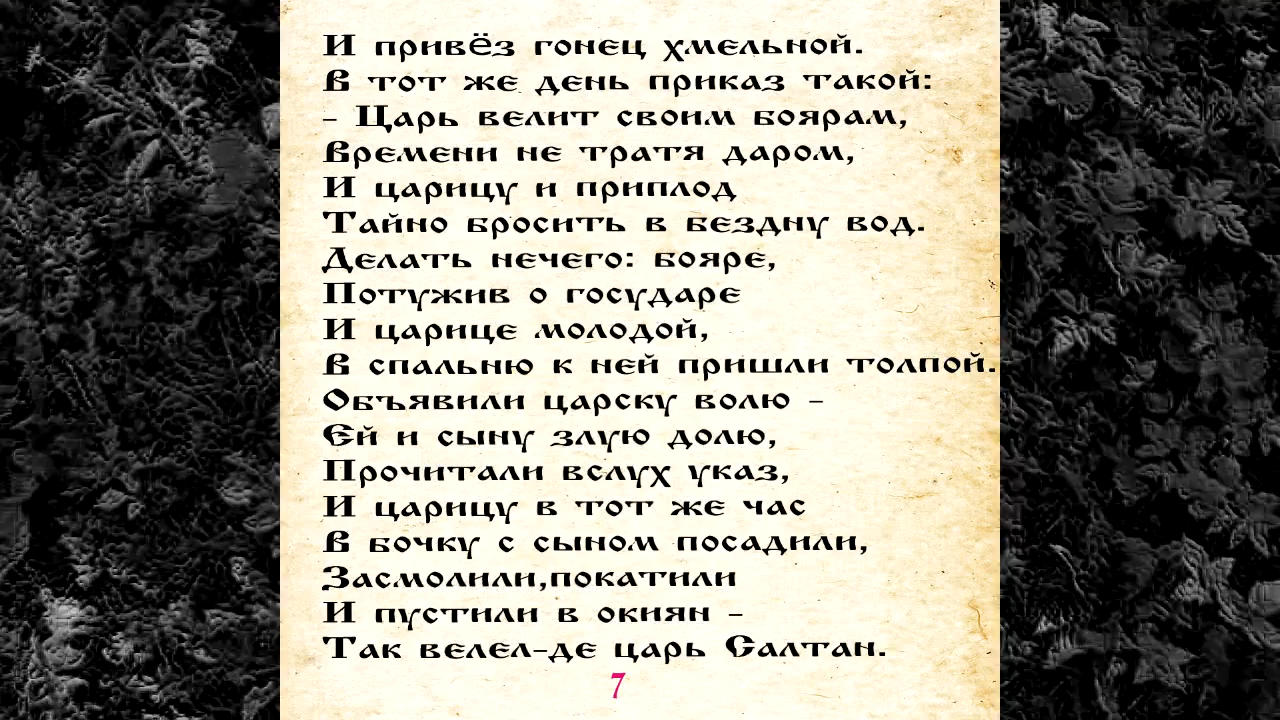 И привёз гонец хмельной.
В тот же день приказ такой:
- Царь велит своим боярам,
Времени не тратя даром,
И царицу и приплод
Тайно бросить в бездну вод.
Делать нечего: бояре,
Потужив о государе
И царице молодой,
В спальню к ней пришли толпой.
Объявили царску волю -
Ей и сыну злую долю,
Прочитали вслух указ,
И царицу в тот же час
В бочку с сыном посадили,
Засмолили,покатили
И пустили в окиян -
Так велел-де царь Салтан.
7